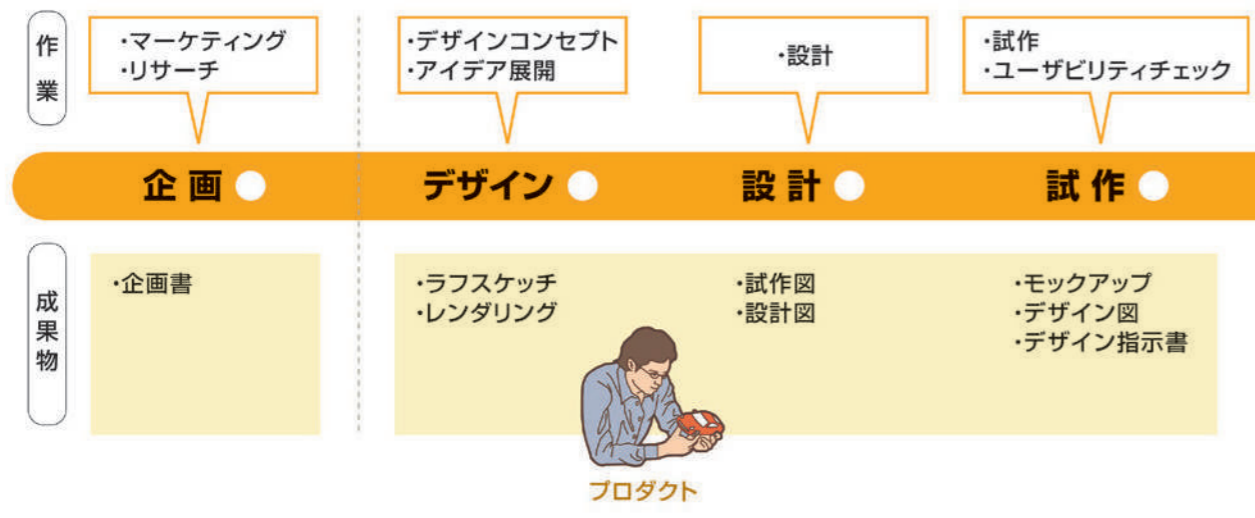 作業
・マーケティング
・リサーチ
・デザインコンセプト
・アイデア展開
・設計
・試作
・ユーザビリティチェック
企画
デザイン
設計
試作
成果物
・企画書
・ラフスケッチ
・レンダリング
・試作図
・設計図
・モックアップ
・デザイン図
・デザイン指示書
プロダクト